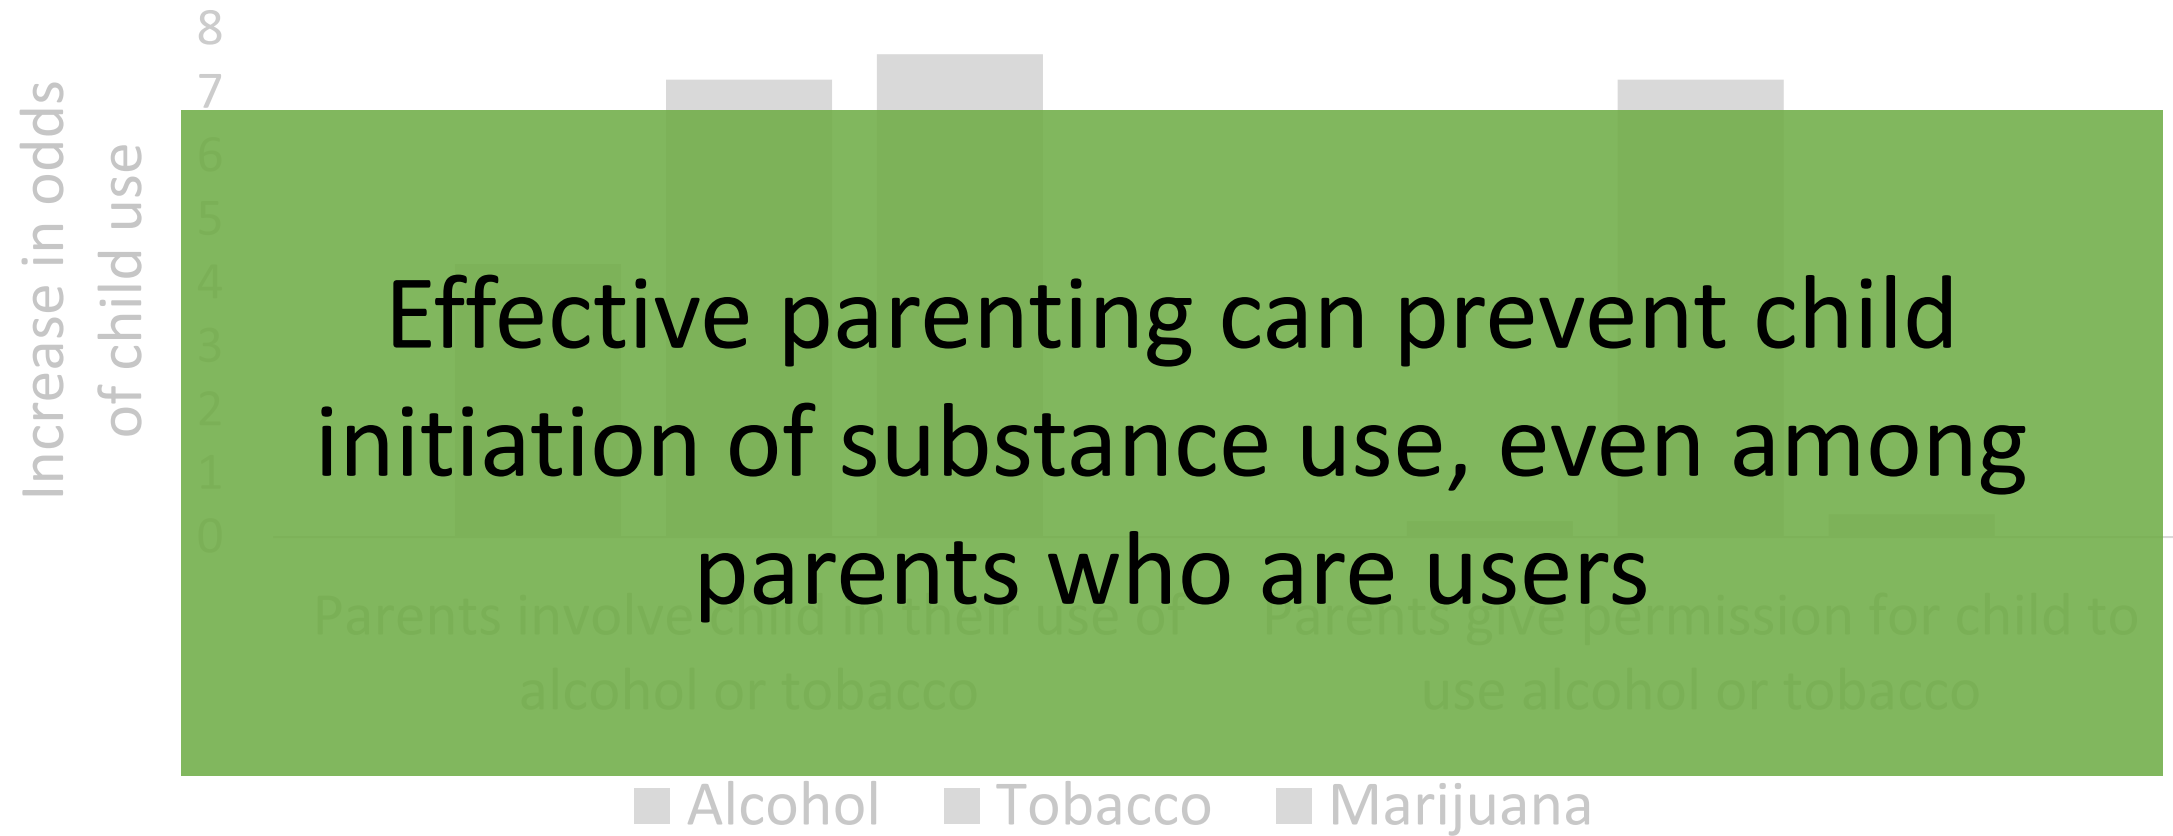 8
7
6
5
4
3
2
1
0
Increase in odds
of child use
Effective parenting can prevent child
initiation of substance use, even among
parents who are users
Parents involve child in their use of
alcohol or tobacco
Parents give permission for child to
use alcohol or tobacco
Alcohol Tobacco Marijuana